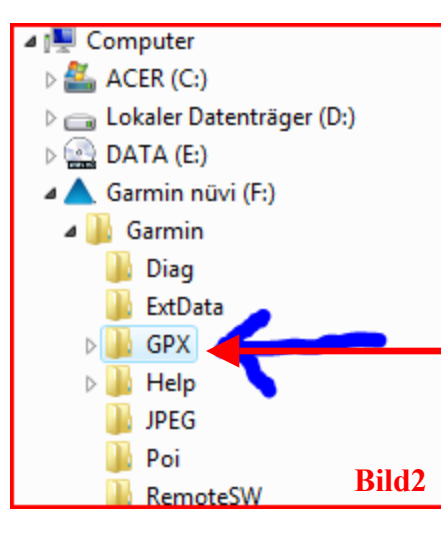 Computer
ACER (C:)
Lokaler Datenträger (D:)
DATA (E:)
Garmin nüvi (F:)
Garmin
Diag
ExtData
GPX
Help
JPEG
Poi
RemoteSW
Bild2